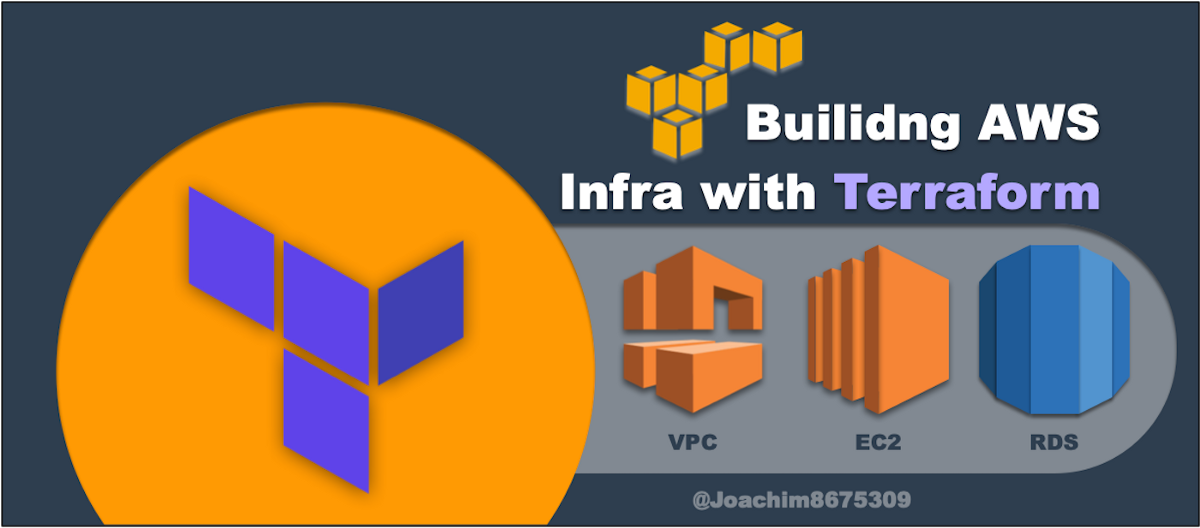 Builidng AWS
Infra with Terraform
VPC EC2 RDS
@Joachim8675309